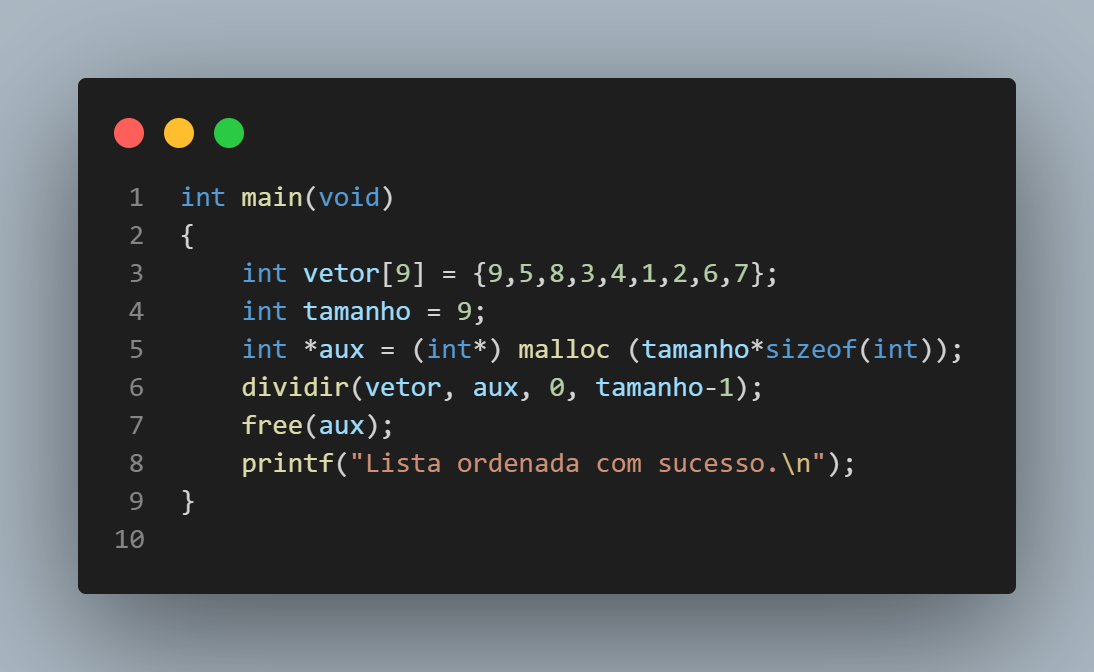 1 int main(void)
2 {
3     int vetor[9] = {9,5,8,3,4,1,2,6,7};
4     int tamanho = 9;
5     int *aux = (int*) malloc (tamanho*sizeof(int));
6     dividir(vetor, aux, 0, tamanho-1);
7     free(aux);
8     printf("Lista ordenada com sucesso.\n");
9 }
10